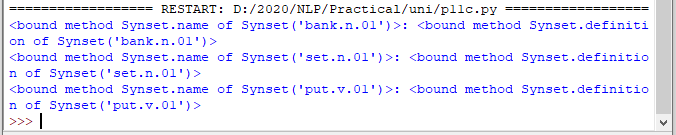 =================== RESTART: D:/2020/NLP/Practical/uni/p11c.py ===================
<bound method Synset.name of Synset('bank.n.01')>: <bound method Synset.definiti
on of Synset('bank.n.01')>
<bound method Synset.name of Synset('set.n.01')>: <bound method Synset.definitio
n of Synset('set.n.01')>
<bound method Synset.name of Synset('put.v.01')>: <bound method Synset.definitio
n of Synset('put.v.01')>
>>>